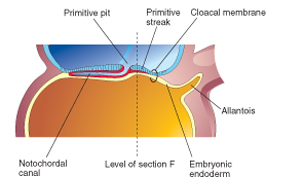 Primitive pit
Primitive
streak
Cloacal membrane
Allantois
Notochordal
canal
Level of section F
Embryonic
endoderm